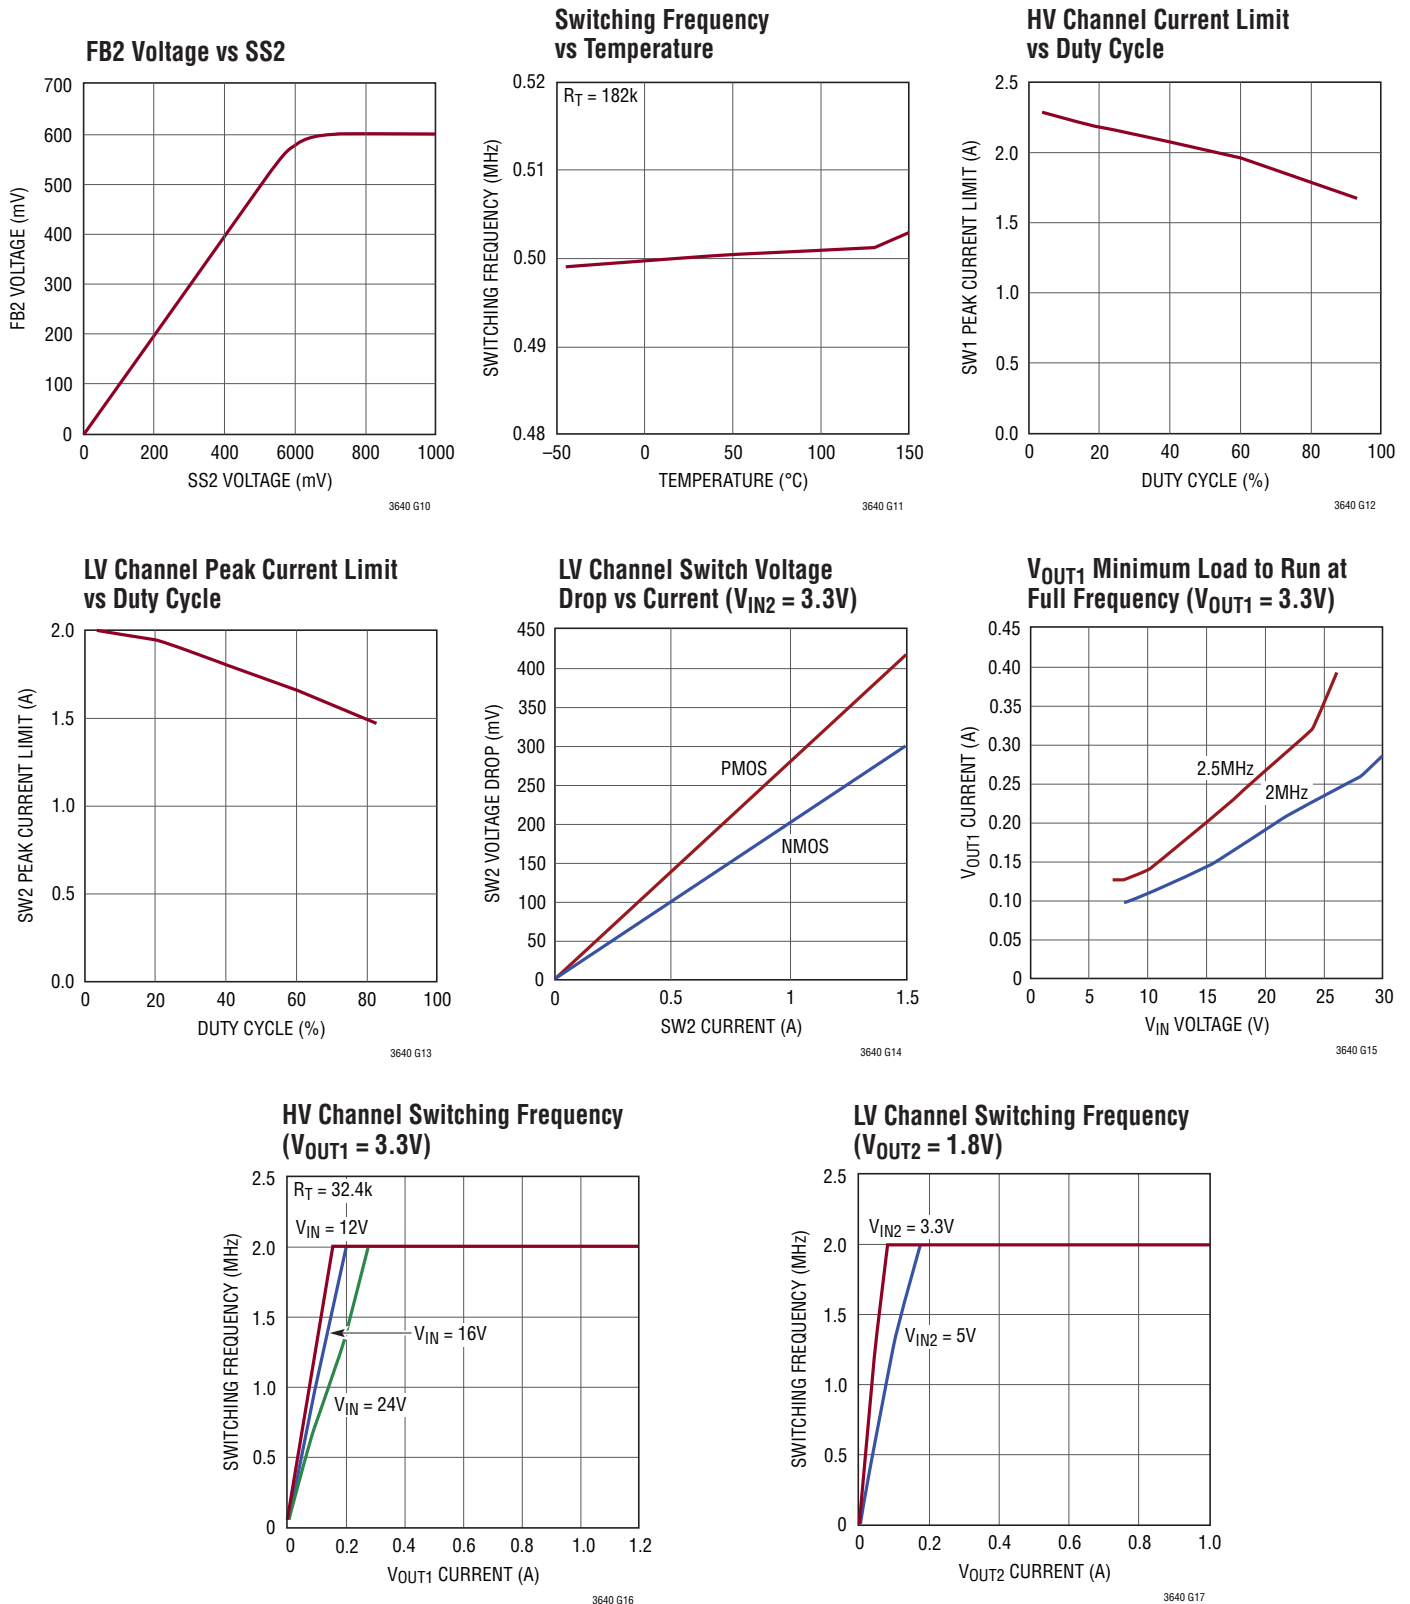 FB2 Voltage vs SS2
700
600
500
400
300
200
100
0
FB2 VOLTAGE (mV)
0 200 400 6000 800 1000
SS2 VOLTAGE (mV)
3640 G10
Switching Frequency
vs Temperature
RT = 182k
0.52
0.51
0.50
0.49
0.48
SWITCHING FREQUENCY (MHz)
–50 0 50 100 150
TEMPERATURE (°C)
3640 G11
HV Channel Current Limit
vs Duty Cycle
2.5
2.0
1.5
1.0
0.5
0.0
SW1 PEAK CURRENT LIMIT (A)
0 20 40 60 80 100
DUTY CYCLE (%)
3640 G12
LV Channel Peak Current Limit
vs Duty Cycle
2.0
1.5
1.0
0.5
0.0
SW2 PEAK CURRENT LIMIT (A)
0 20 40 60 80 100
DUTY CYCLE (%)
3640 G13
LV Channel Switch Voltage
Drop vs Current (VIN2 = 3.3V)
450
400
350
300
250
200
150
100
50
0
SW2 VOLTAGE DROP (mV)
PMOS
NMOS
0 0.5 1 1.5
SW2 CURRENT (A)
3640 G14
VOUT1 Minimum Load to Run at
Full Frequency (VOUT1 = 3.3V)
0.45
0.40
0.35
0.30
0.25
0.20
0.15
0.10
0.05
0
VOUT1 CURRENT (A)
2.5MHz
2MHz
0 5 10 15 20 25 30
VIN VOLTAGE (V)
3640 G15
HV Channel Switching Frequency
(VOUT1 = 3.3V)
2.5
2.0
1.5
1.0
0.5
0
SWITCHING FREQUENCY (MHz)
RT = 32.4k
VIN = 12V
VIN = 16V
VIN = 24V
0 0.2 0.4 0.6 0.8 1.0 1.2
VOUT1 CURRENT (A)
3640 G16
LV Channel Switching Frequency
(VOUT2 = 1.8V)
2.5
2.0
1.5
1.0
0.5
0
SWITCHING FREQUENCY (MHz)
VIN2 = 3.3V
VIN2 = 5V
0 0.2 0.4 0.6 0.8 1.0
VOUT2 CURRENT (A)
3640 G17